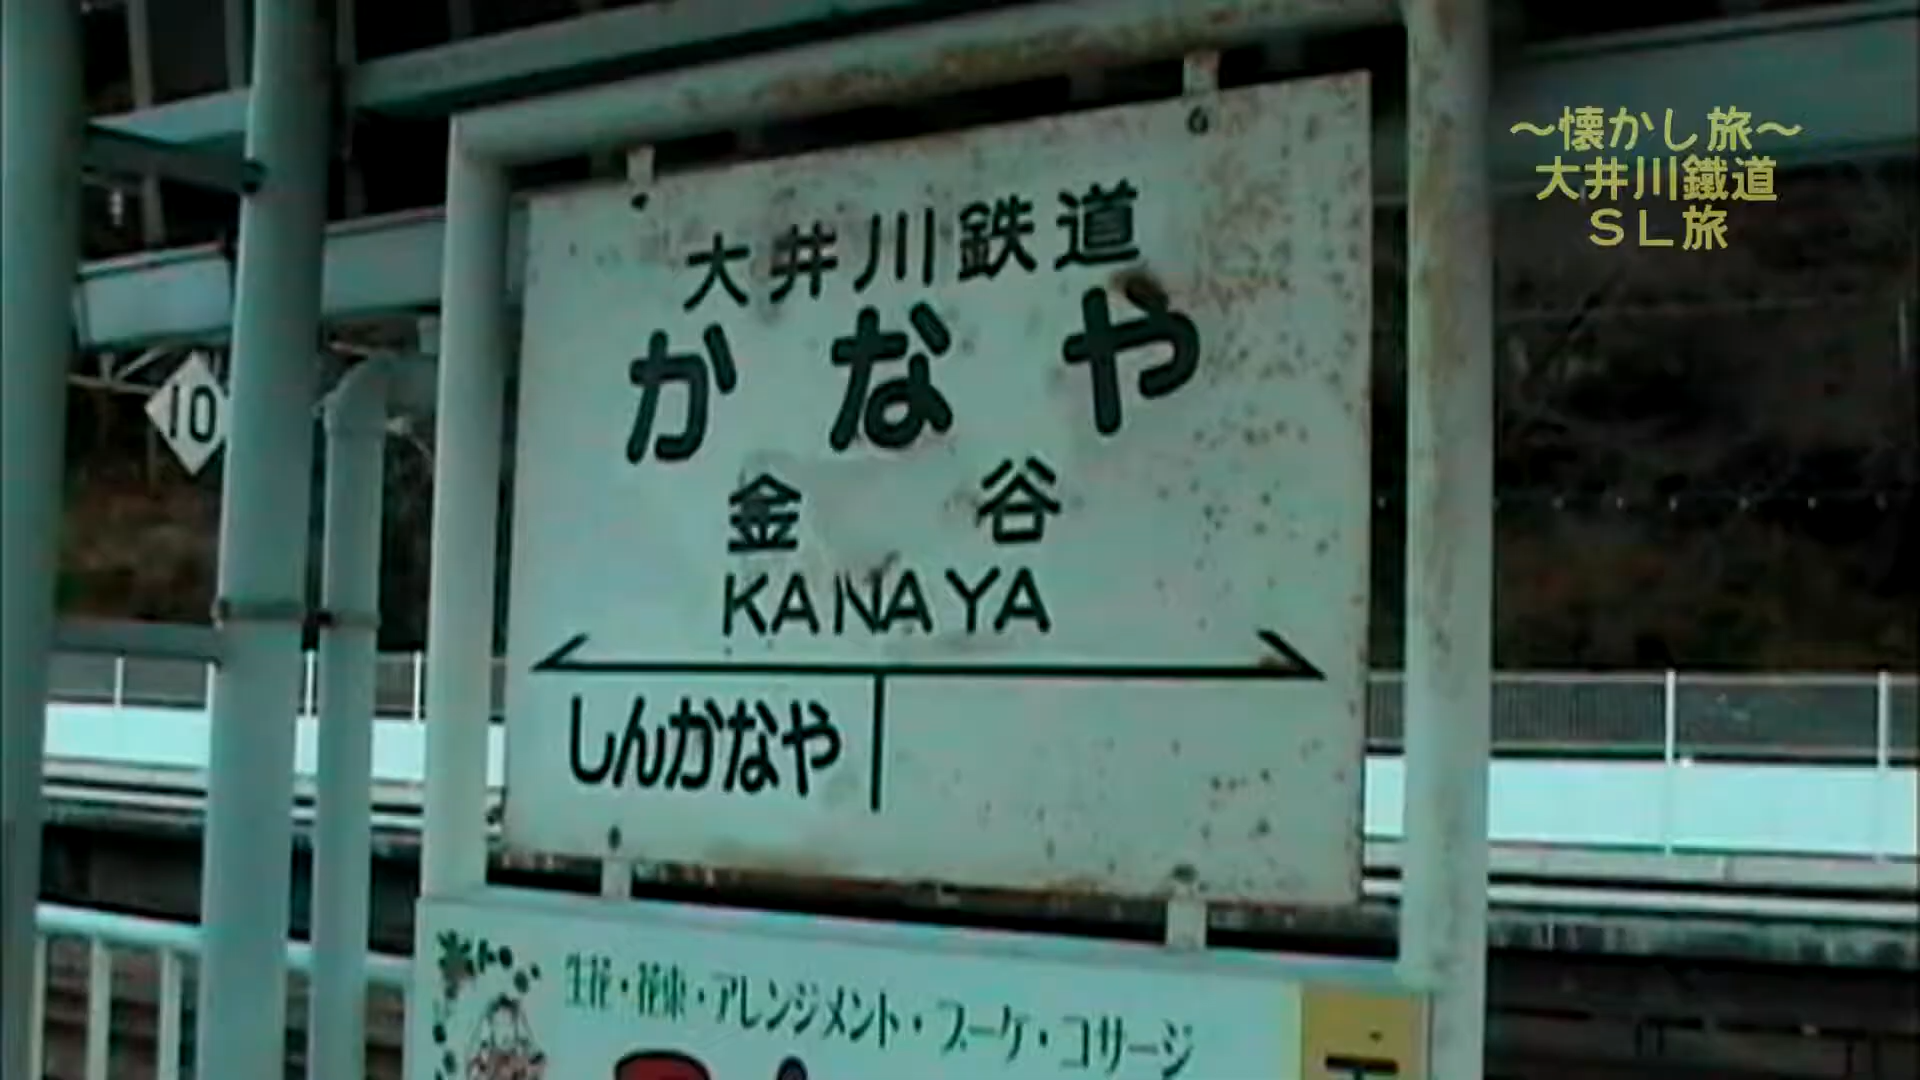 ～懐かし旅～
大井川鐵道
ＳＬ旅
大井川鉄道
かなや
金谷
KANAYA
しんかなや
10
生花・花束・アレンジメント・ブーケ・コサージ